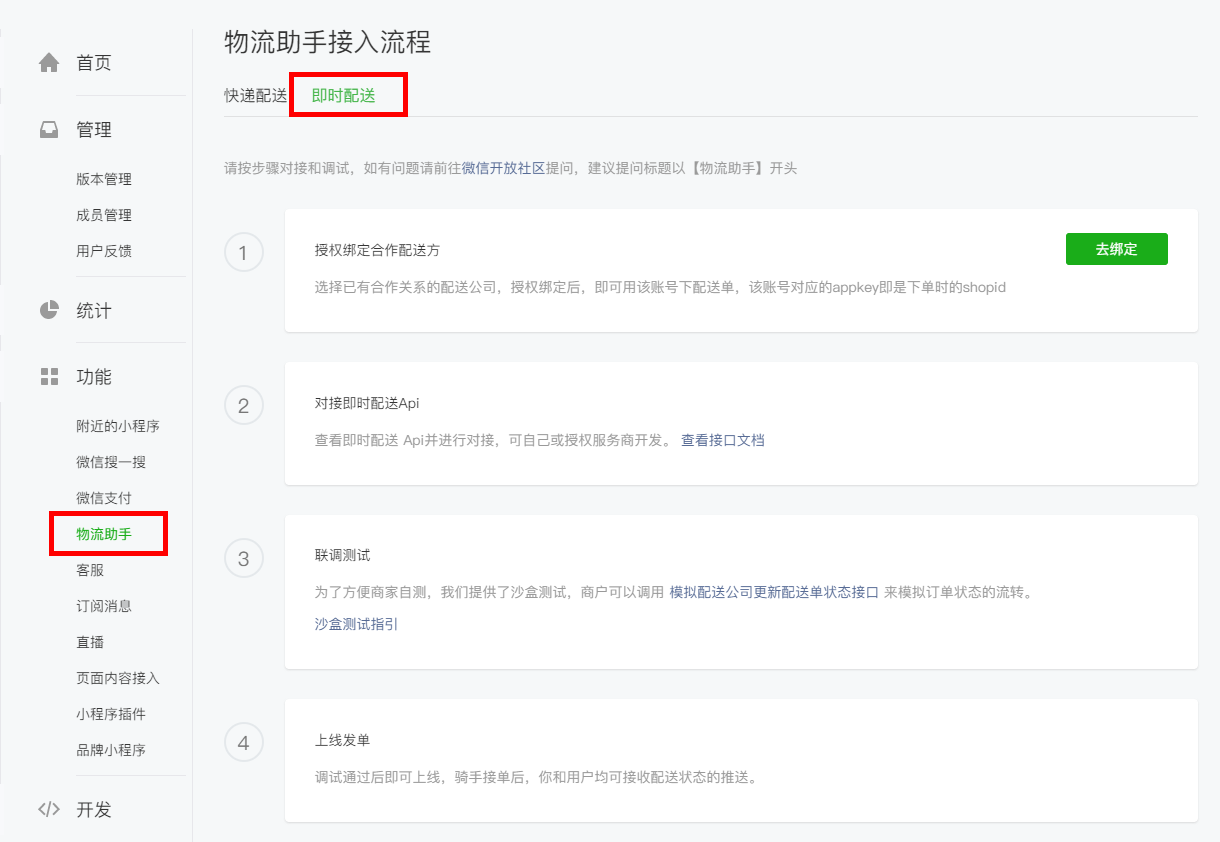 首页
管理
版本管理
成员管理
用户反馈
统计
功能
附近的小程序
微信搜一搜
微信支付
物流助手
客服
订阅消息
直播
页面内容接入
小程序插件
品牌小程序
开发
物流助手接入流程
快递配送 即时配送
请按步骤对接和调试，如有问题请前往微信开放社区提问，建议提问标题以【物流助手】开头
1
授权绑定合作配送方
去绑定
选择已有合作关系的配送公司，授权绑定后，即可用该账号下配送单，该账号对应的appkey即是下单时的shopid
2
对接即时配送Api
查看即时配送 Api并进行对接，可自己或授权服务商开发。 查看接口文档
3
联调测试
为了方便商家自测，我们提供了沙盒测试，商户可以调用 模拟配送公司更新配送单状态接口 来模拟订单状态的流转。
沙盒测试指引
4
上线发单
调试通过后即可上线，骑手接单后，你和用户均可接收配送状态的推送。